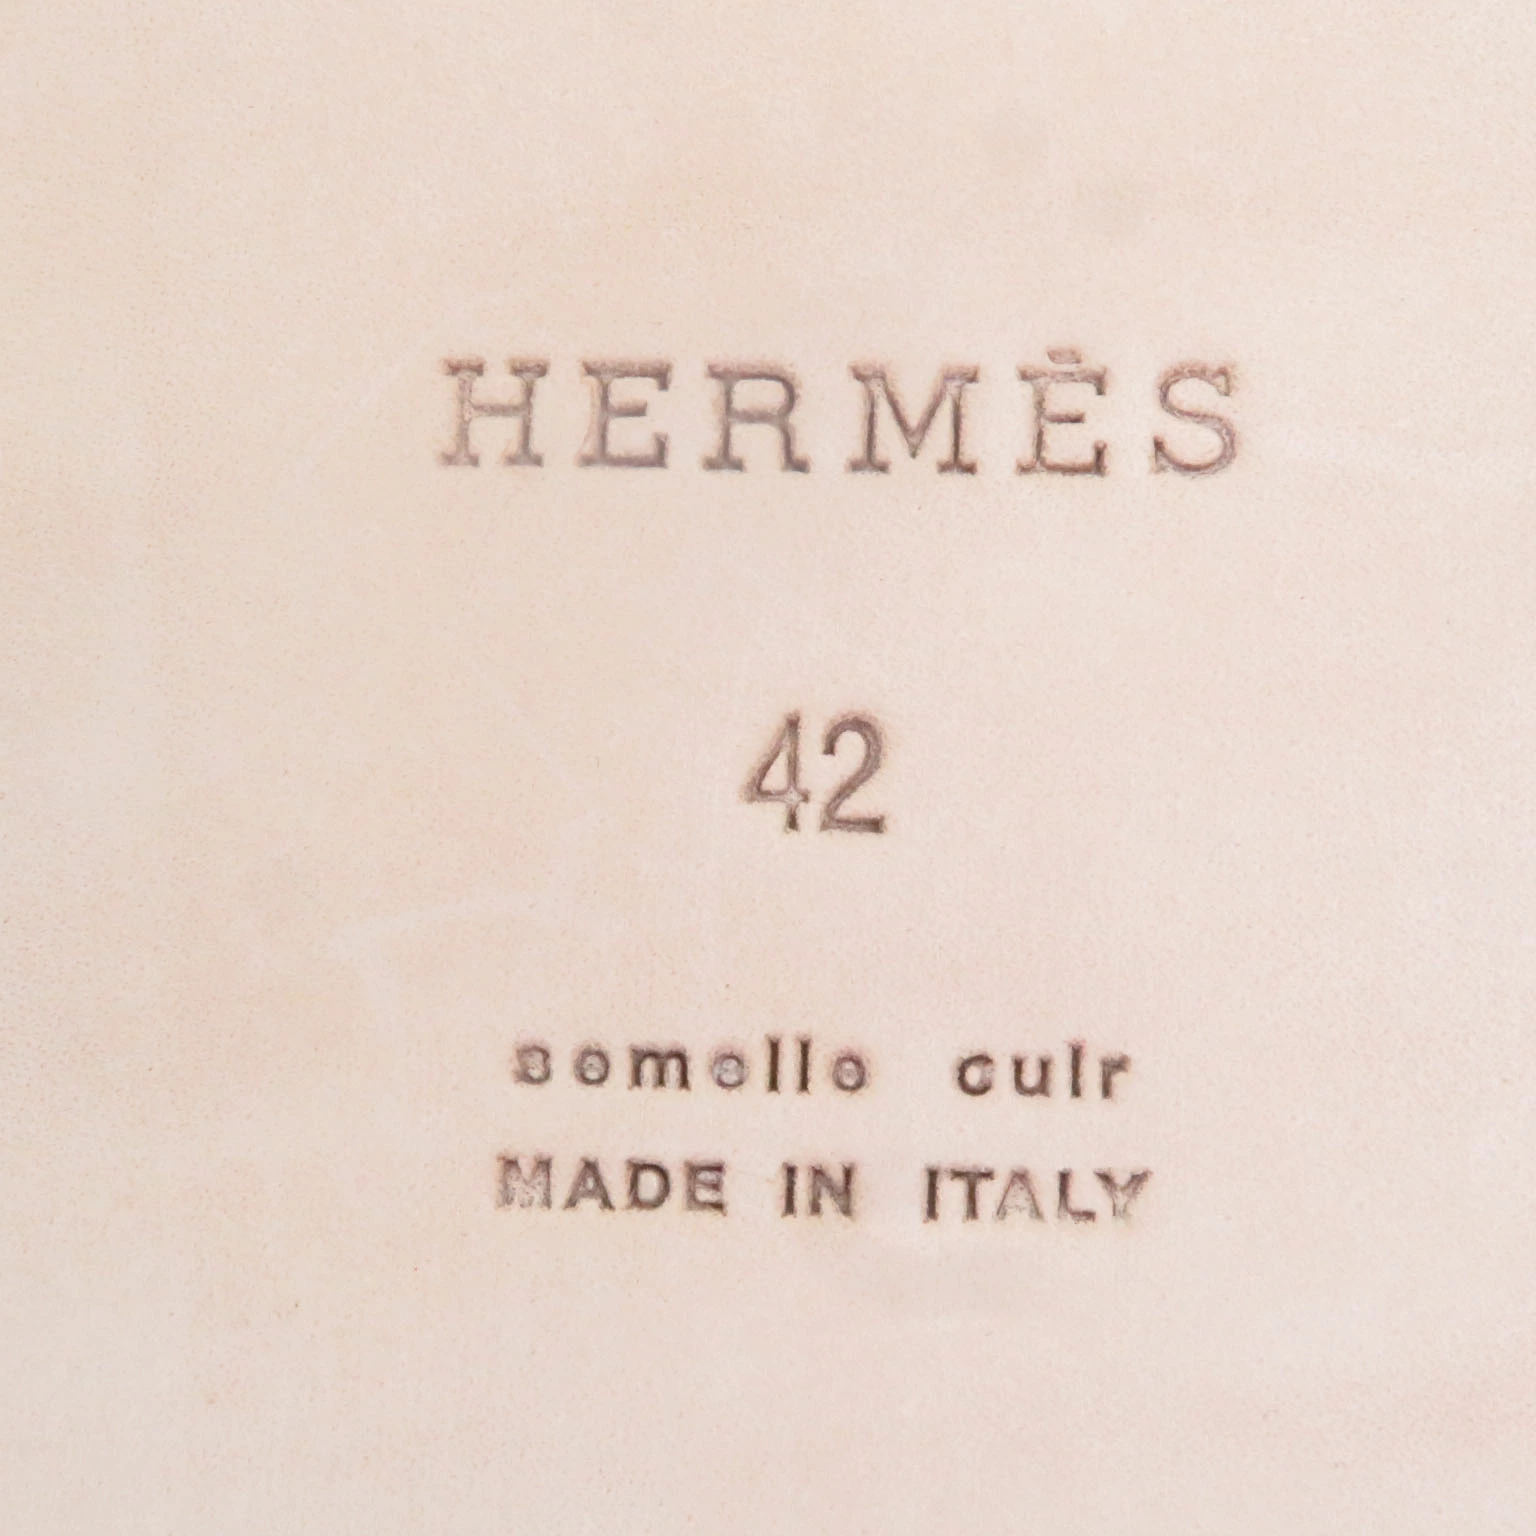 HERMÈS
42
semelle cuir
MADE IN ITALY